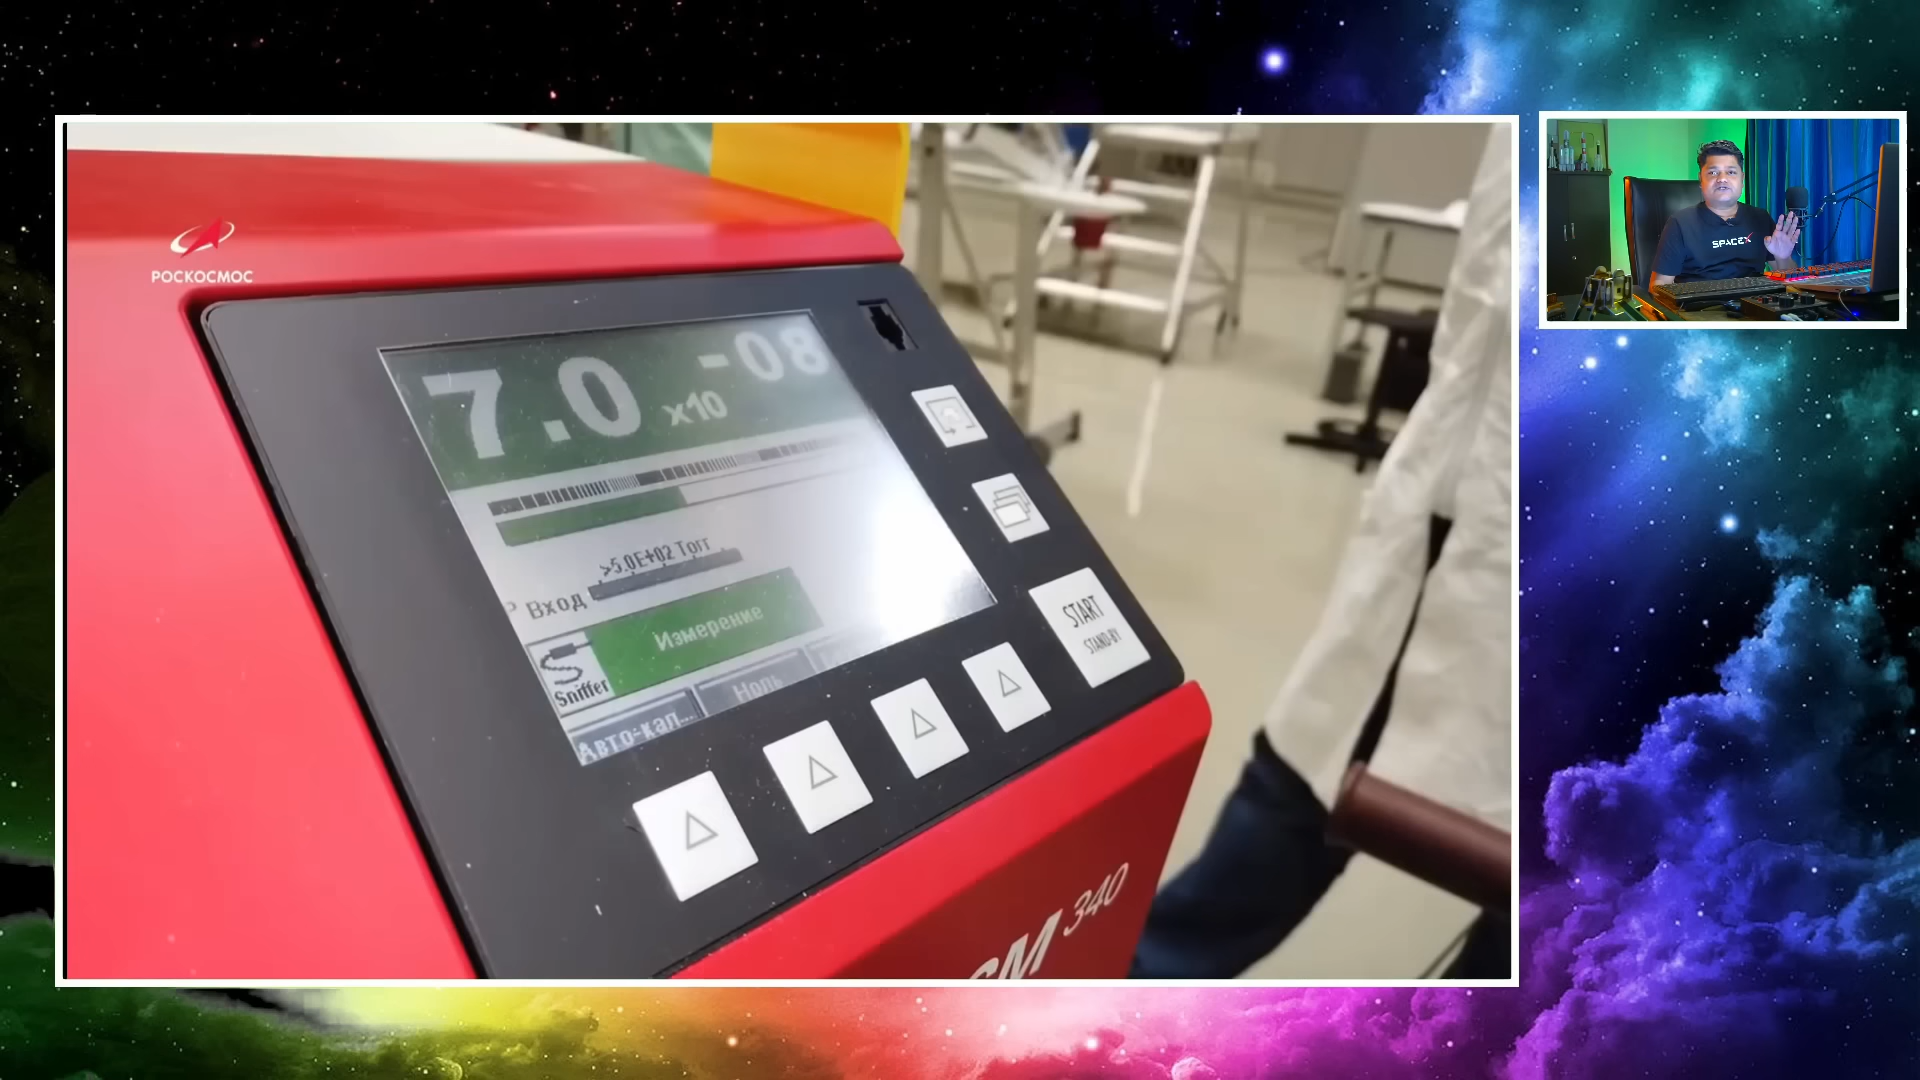 РОСКОСМОС
7.0 x10 -08
>5.0E+02 Torr
P Вход
Измерение
Sniffer
Ноль
Авто-кал...
START
STAND-BY
SM 340
SPACEX